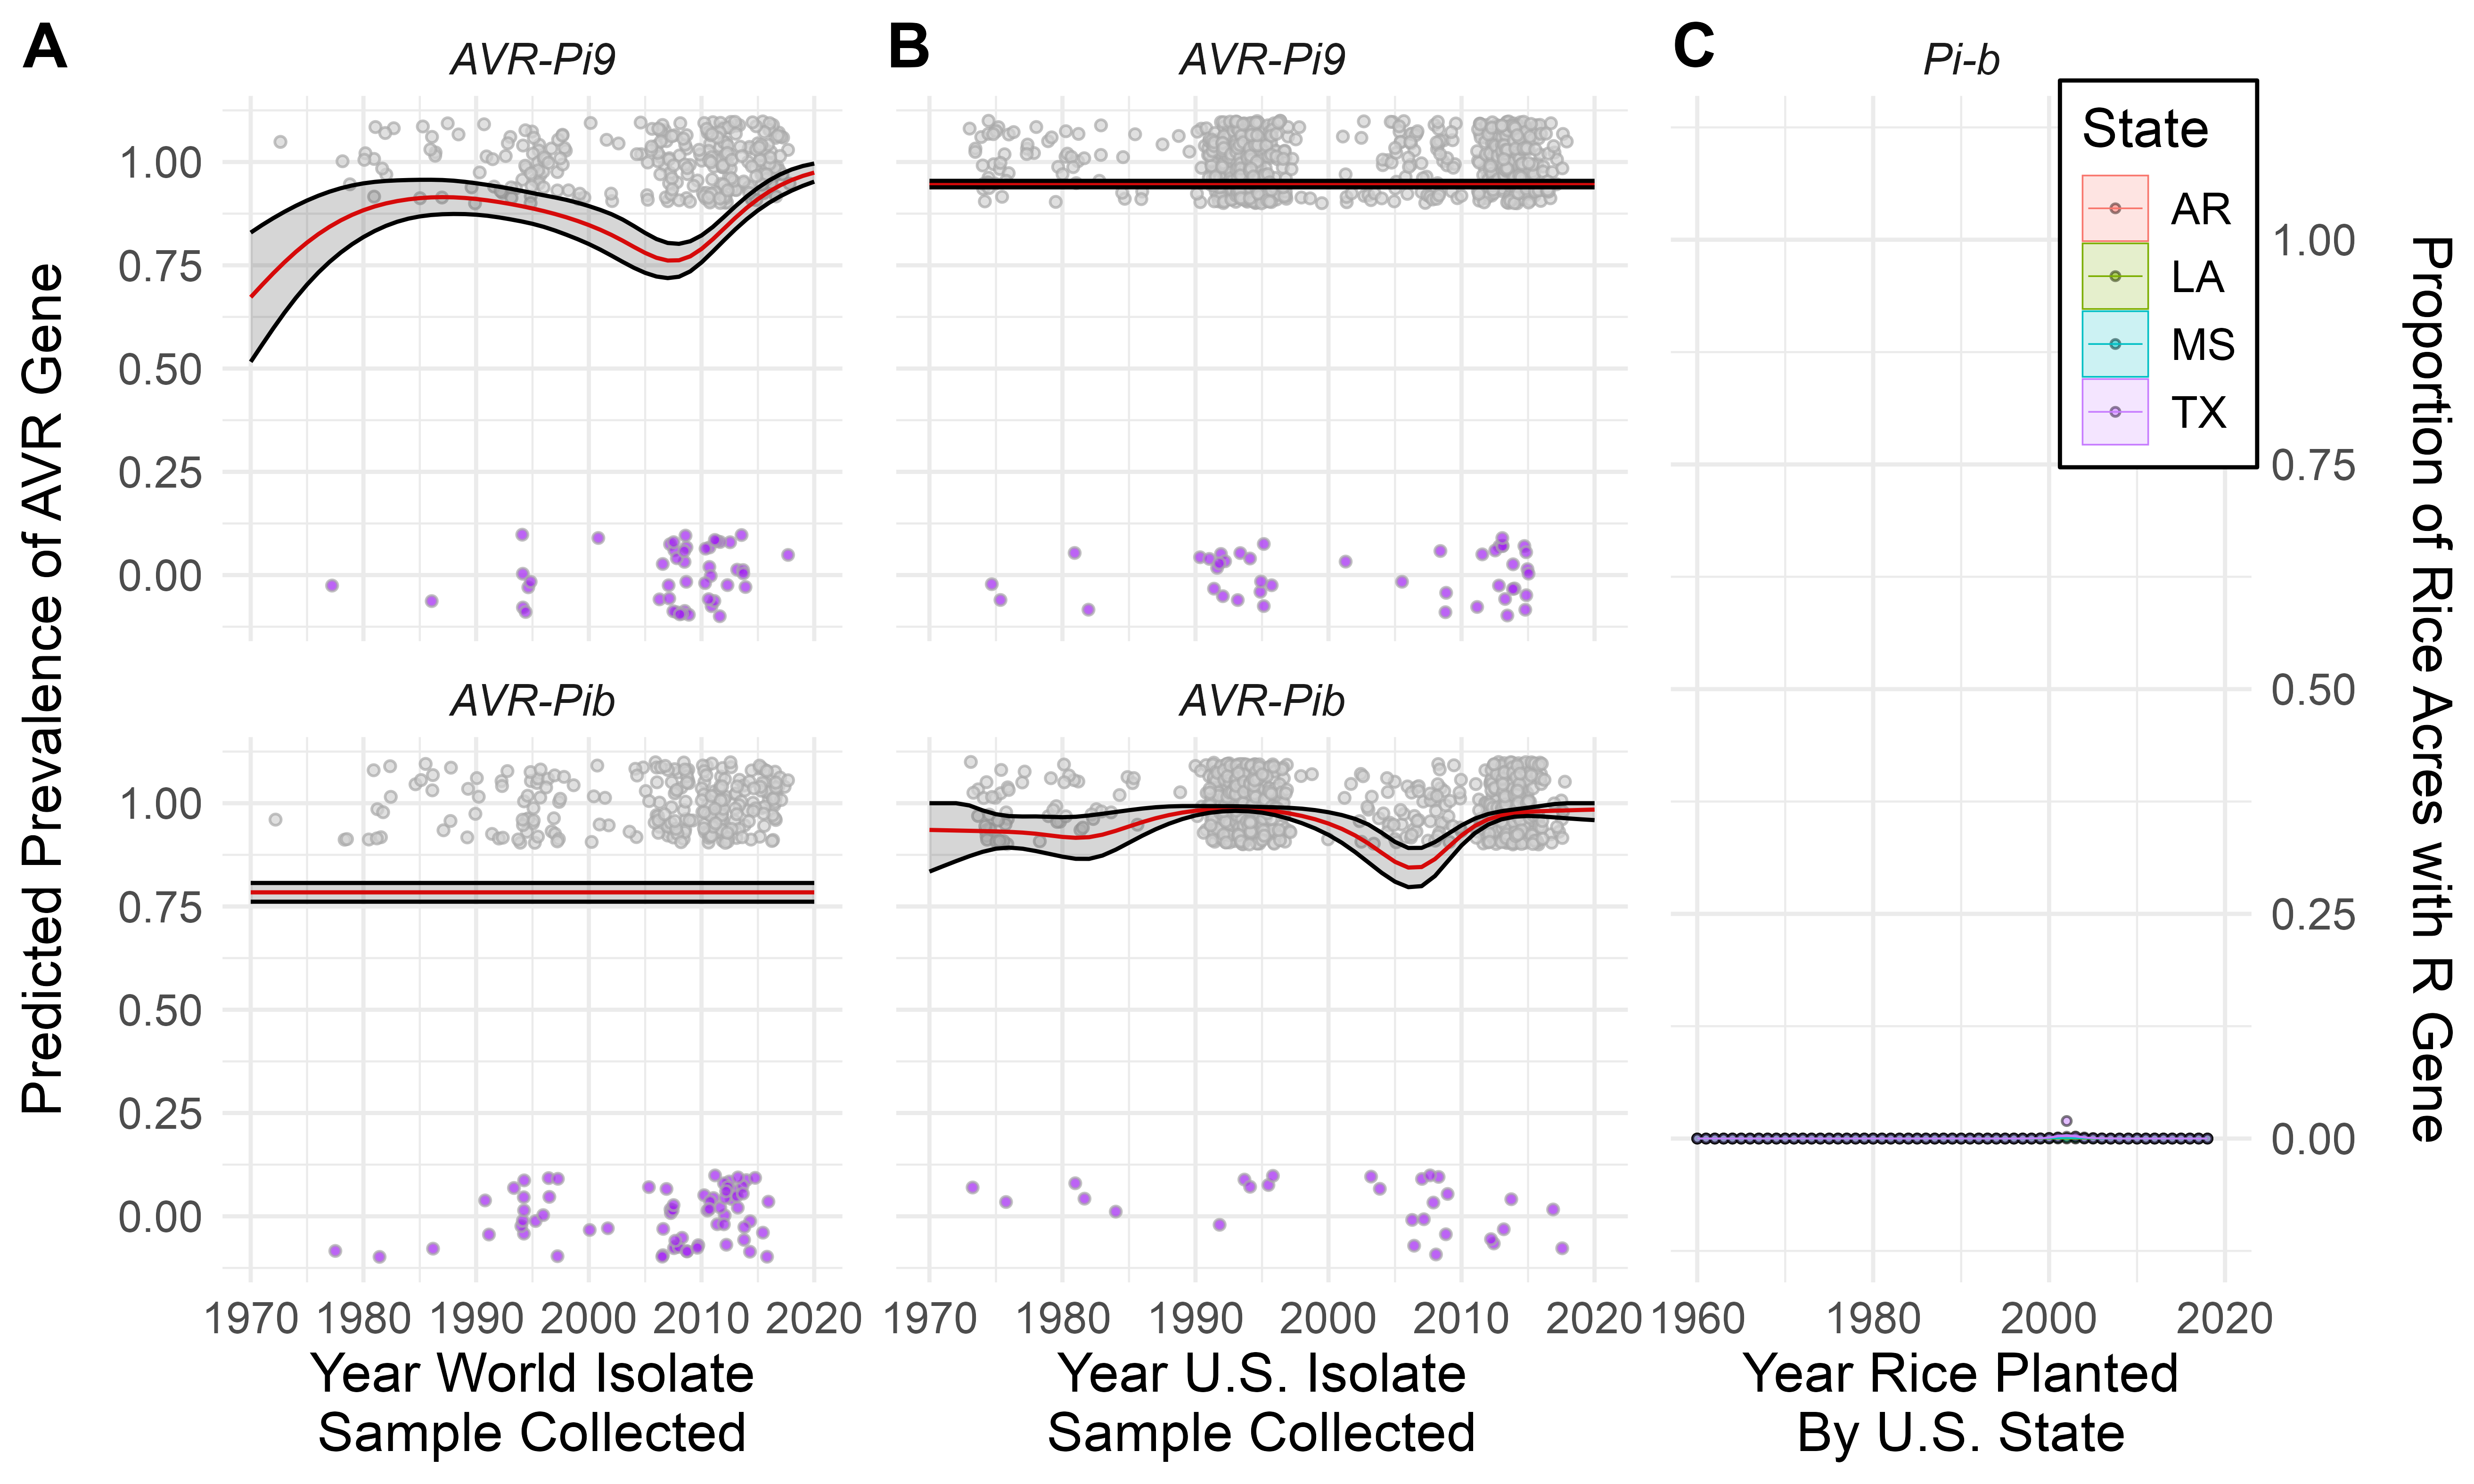 A
B
C
AVR-Pi9
AVR-Pi9
Pi-b
State
AR
LA
MS
TX
Predicted Prevalence of AVR Gene
1.00
0.75
0.50
0.25
0.00
AVR-Pib
AVR-Pib
1.00
0.75
0.50
0.25
0.00
1.00
0.75
0.50
0.25
0.00
Proportion of Rice Acres with R Gene
1970 1980 1990 2000 2010 2020
1970 1980 1990 2000 2010 2020
1960 1980 2000 2020
Year World Isolate
Sample Collected
Year U.S. Isolate
Sample Collected
Year Rice Planted
By U.S. State